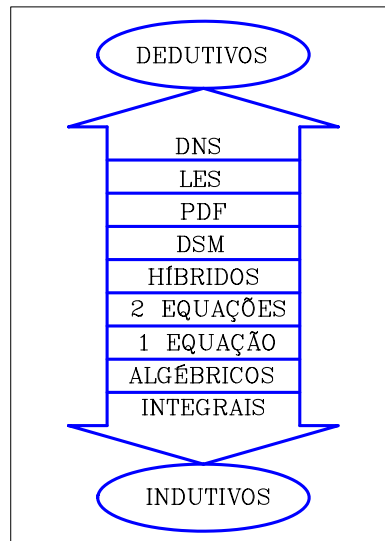 DEDUTIVOS
DNS
LES
PDF
DSM
HÍBRIDOS
2 EQUAÇÕES
1 EQUAÇÃO
ALGÉBRICOS
INTEGRAIS
INDUTIVOS